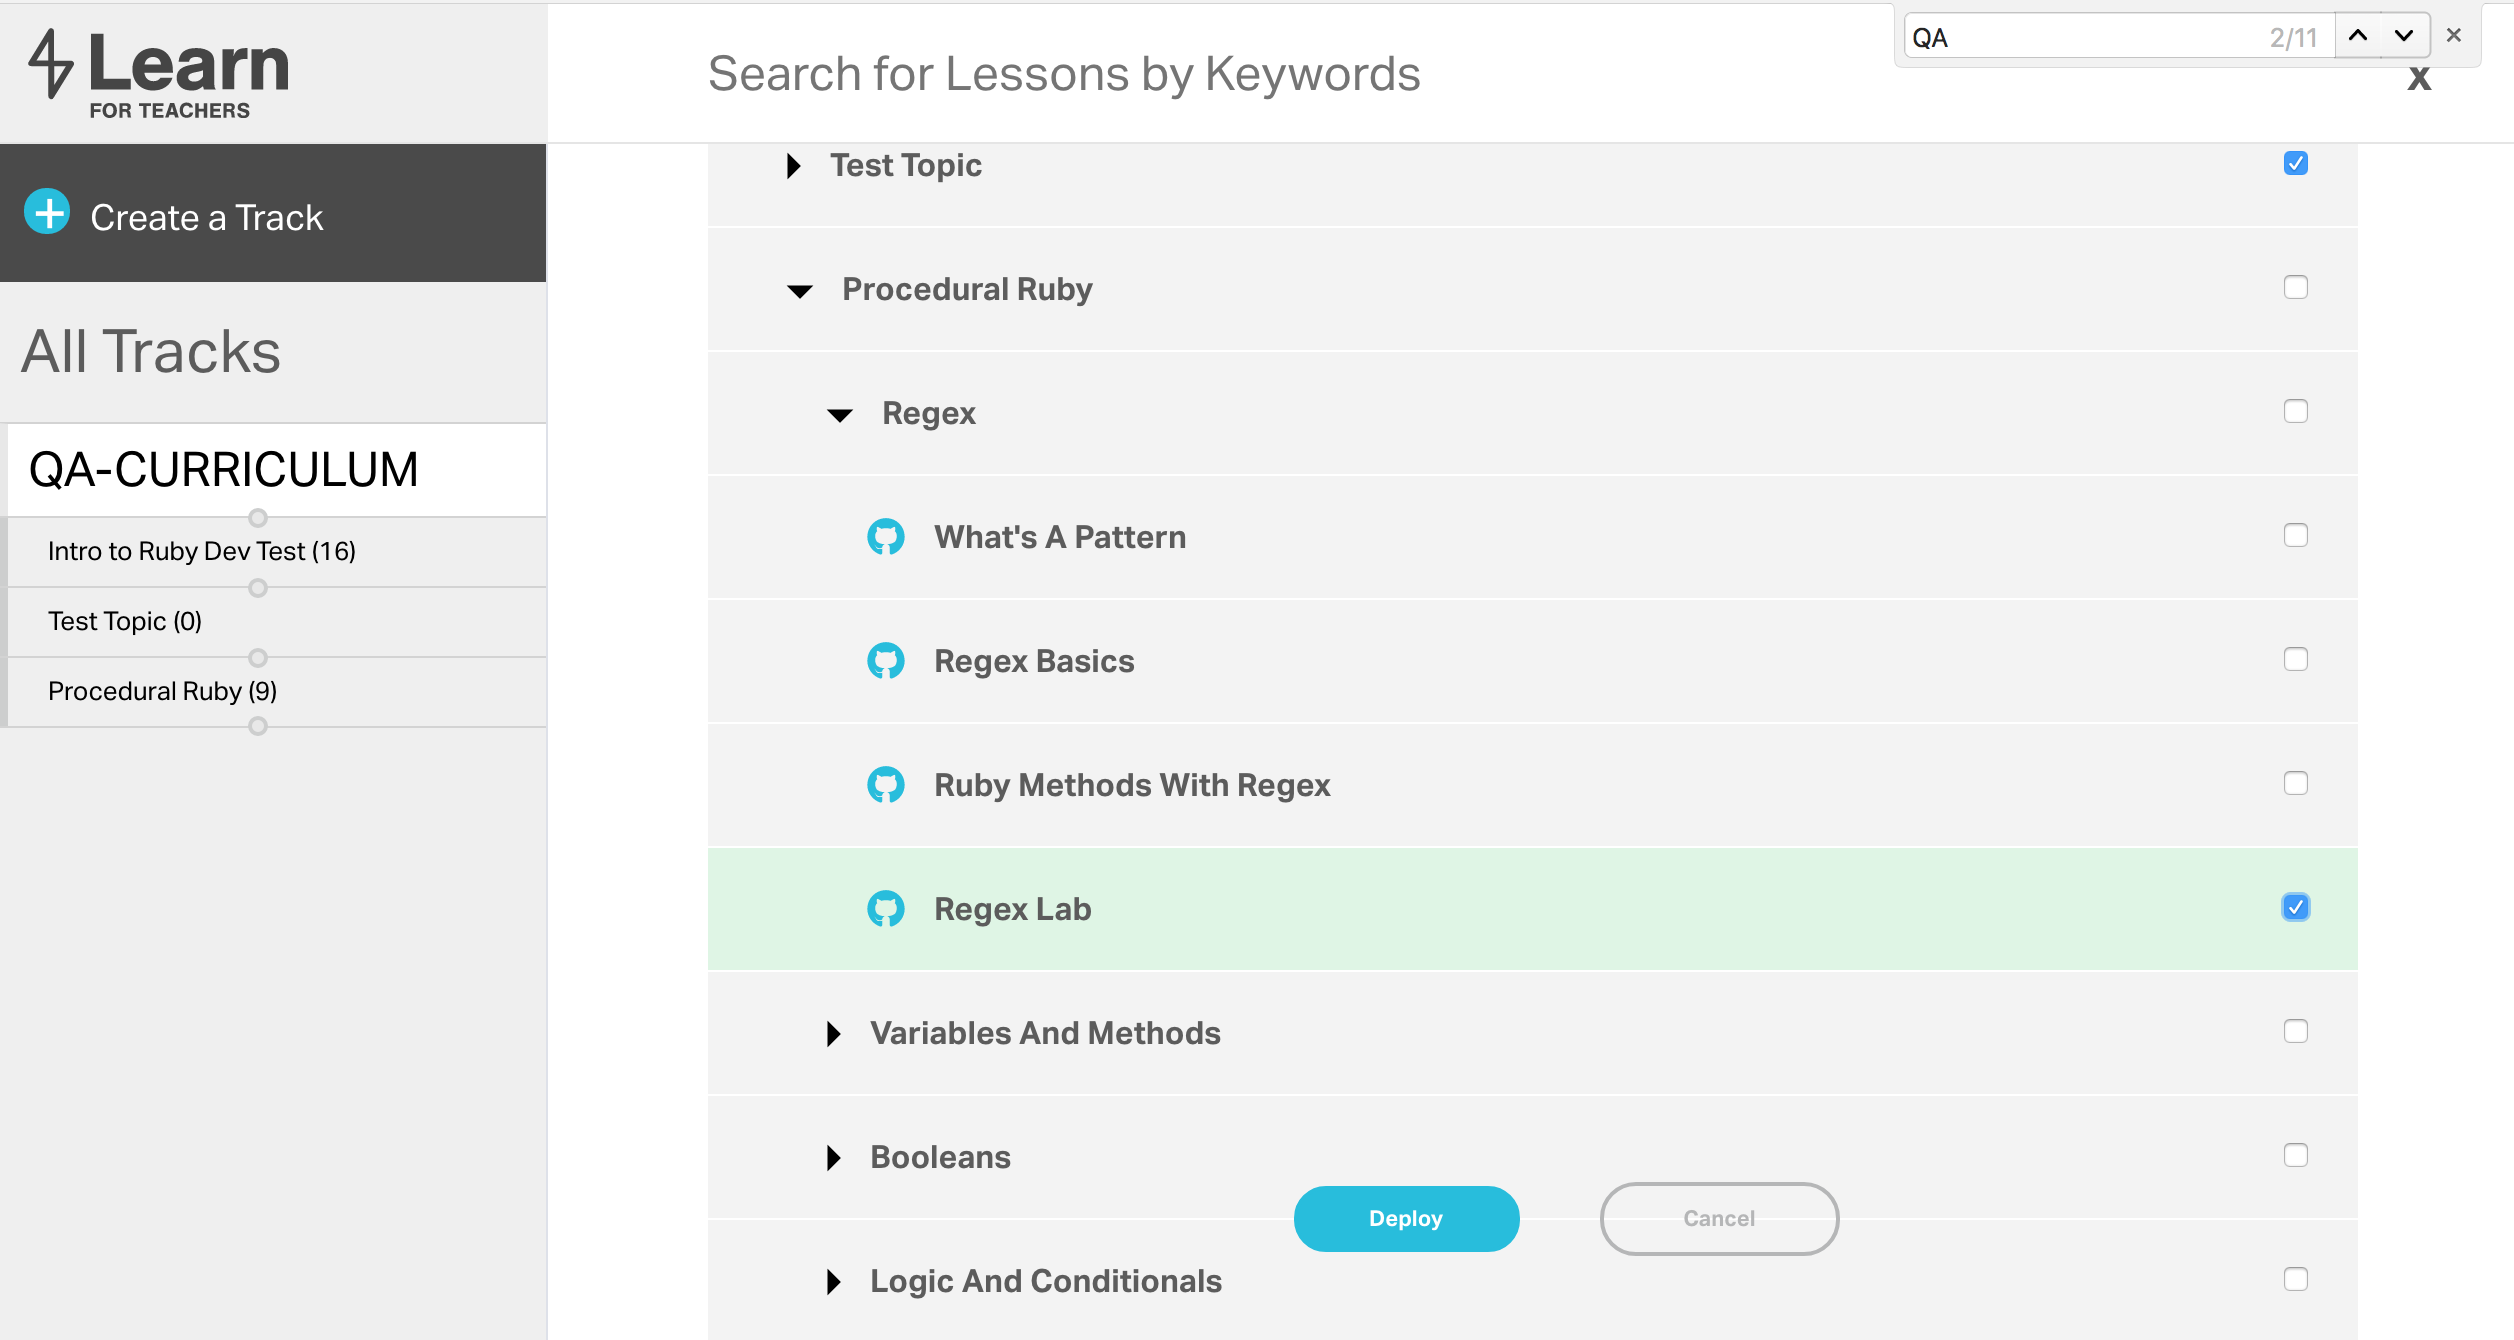 Learn
FOR TEACHERS
Create a Track
All Tracks
QA-CURRICULUM
Intro to Ruby Dev Test (16)
Test Topic (0)
Procedural Ruby (9)
Search for Lessons by Keywords
QA 2/11
x
Test Topic
Procedural Ruby
Regex
What's A Pattern
Regex Basics
Ruby Methods With Regex
Regex Lab
Variables And Methods
Booleans
Deploy Cancel
Logic And Conditionals